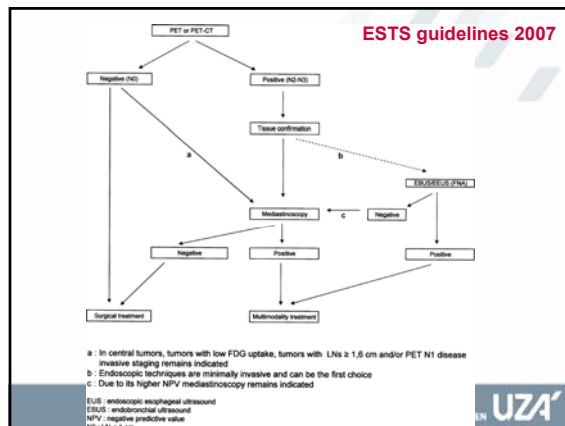 ESTS guidelines 2007
PET or PET-CT
Negative (N0)
Positive (N2-N3)
Tissue confirmation
a
b
EBUS/EEUS (FNA)
Mediastinoscopy
c
Negative
Negative
Positive
Positive
Surgical treatment
Multimodality treatment
a : In central tumors, tumors with low FDG uptake, tumors with LNs ≥ 1,6 cm and/or PET N1 disease
invasive staging remains indicated
b : Endoscopic techniques are minimally invasive and can be the first choice
c : Due to its higher NPV mediastinoscopy remains indicated
EUS : endoscopic esophageal ultrasound
EBUS : endobronchial ultrasound
NPV : negative predictive value
EN UZA